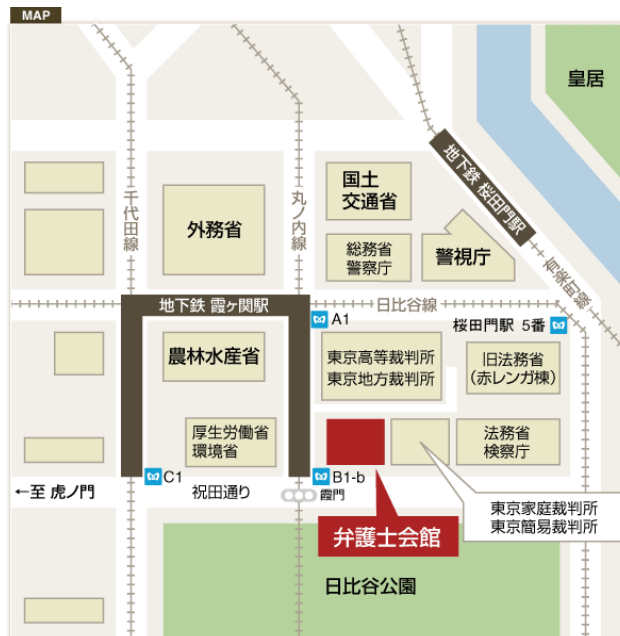 MAP
皇居
地下鉄 桜田門駅
千代田線
丸ノ内線
国土
交通省
外務省
総務省
警察庁
警視庁
有楽町線
地下鉄 霞ヶ関駅
日比谷線
A1
桜田門駅 5番
農林水産省
東京高等裁判所
東京地方裁判所
旧法務省
(赤レンガ棟)
厚生労働省
環境省
法務省
検察庁
C1
B1-b
←至 虎ノ門
祝田通り
霞門
東京家庭裁判所
東京簡易裁判所
弁護士会館
日比谷公園